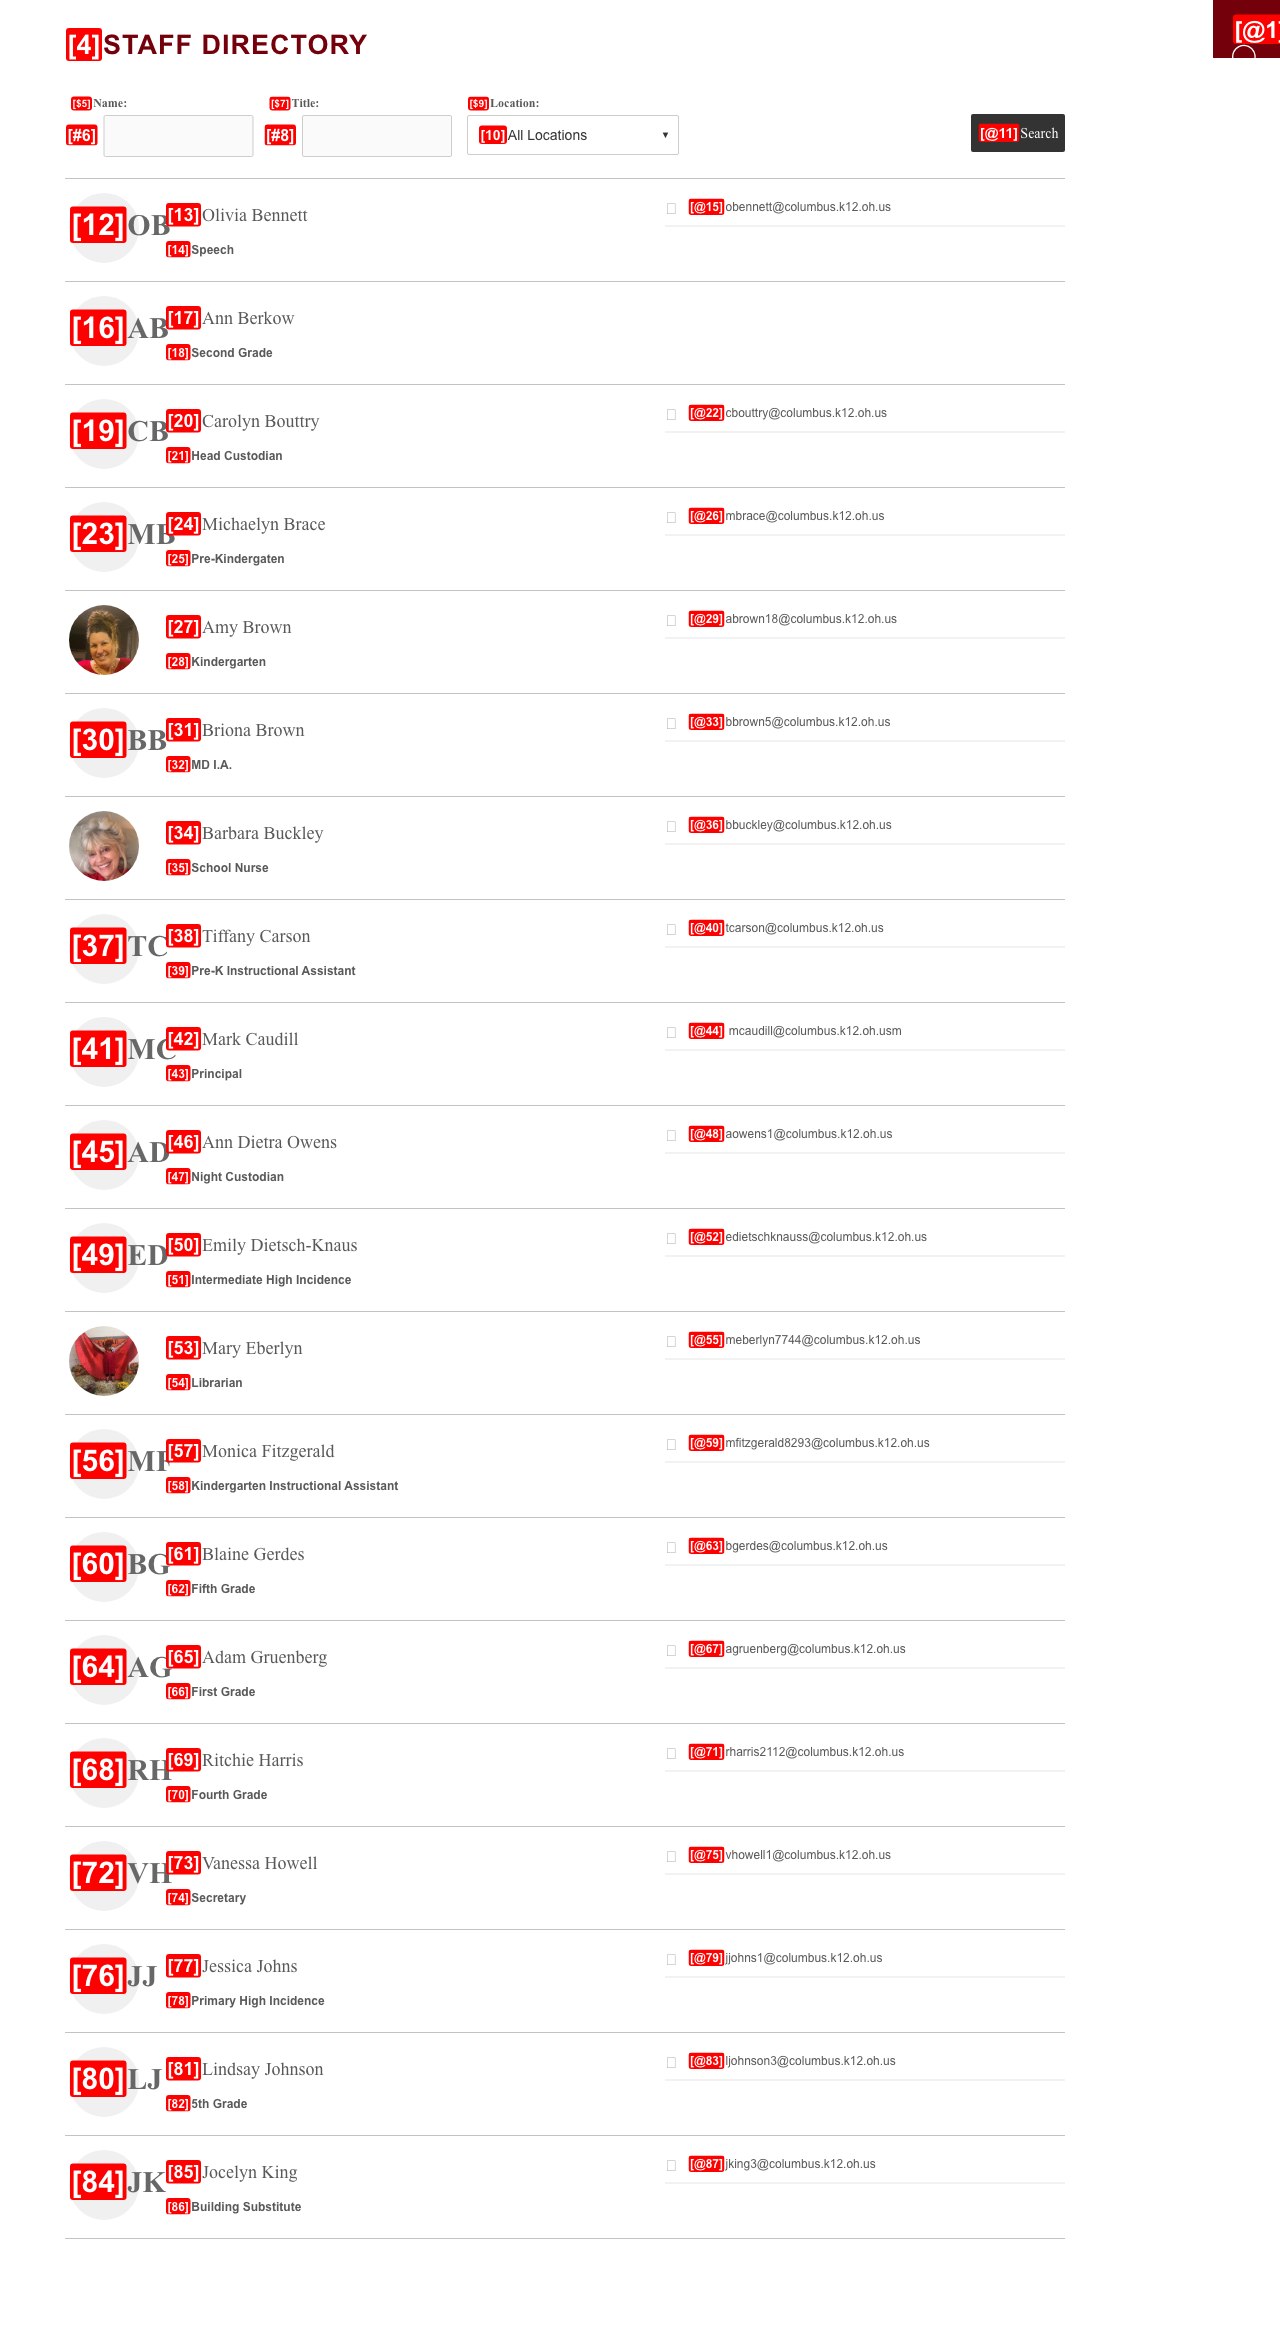 [4]STAFF DIRECTORY
[@1]
[$5]Name:
[$7]Title:
[$9]Location:
[#6]
[#8]
[10]All Locations
[@11]Search
[12]OB
[13]Olivia Bennett
[@15]obennett@columbus.k12.oh.us
[14]Speech
[16]AB
[17]Ann Berkow
[18]Second Grade
[19]CB
[20]Carolyn Bouttry
[@22]cbouttry@columbus.k12.oh.us
[21]Head Custodian
[23]MB
[24]Michaelyn Brace
[@26]mbrace@columbus.k12.oh.us
[25]Pre-Kindergaten
[27]Amy Brown
[@29]abrown18@columbus.k12.oh.us
[28]Kindergarten
[30]BB
[31]Briona Brown
[@33]bbrown5@columbus.k12.oh.us
[32]MD I.A.
[34]Barbara Buckley
[@36]bbuckley@columbus.k12.oh.us
[35]School Nurse
[37]TC
[38]Tiffany Carson
[@40]tcarson@columbus.k12.oh.us
[39]Pre-K Instructional Assistant
[41]MC
[42]Mark Caudill
[@44] mcaudill@columbus.k12.oh.usm
[43]Principal
[45]AD
[46]Ann Dietra Owens
[@48]aowens1@columbus.k12.oh.us
[47]Night Custodian
[49]ED
[50]Emily Dietsch-Knaus
[@52]edietschknauss@columbus.k12.oh.us
[51]Intermediate High Incidence
[53]Mary Eberlyn
[@55]meberlyn7744@columbus.k12.oh.us
[54]Librarian
[56]MF
[57]Monica Fitzgerald
[@59]mfitzgerald8293@columbus.k12.oh.us
[58]Kindergarten Instructional Assistant
[60]BG
[61]Blaine Gerdes
[@63]bgerdes@columbus.k12.oh.us
[62]Fifth Grade
[64]AG
[65]Adam Gruenberg
[@67]agruenberg@columbus.k12.oh.us
[66]First Grade
[68]RH
[69]Ritchie Harris
[@71]rharris2112@columbus.k12.oh.us
[70]Fourth Grade
[72]VH
[73]Vanessa Howell
[@75]vhowell1@columbus.k12.oh.us
[74]Secretary
[76]JJ
[77]Jessica Johns
[@79]jjohns1@columbus.k12.oh.us
[78]Primary High Incidence
[80]LJ
[81]Lindsay Johnson
[@83]ljohnson3@columbus.k12.oh.us
[82]5th Grade
[84]JK
[85]Jocelyn King
[@87]jking3@columbus.k12.oh.us
[86]Building Substitute